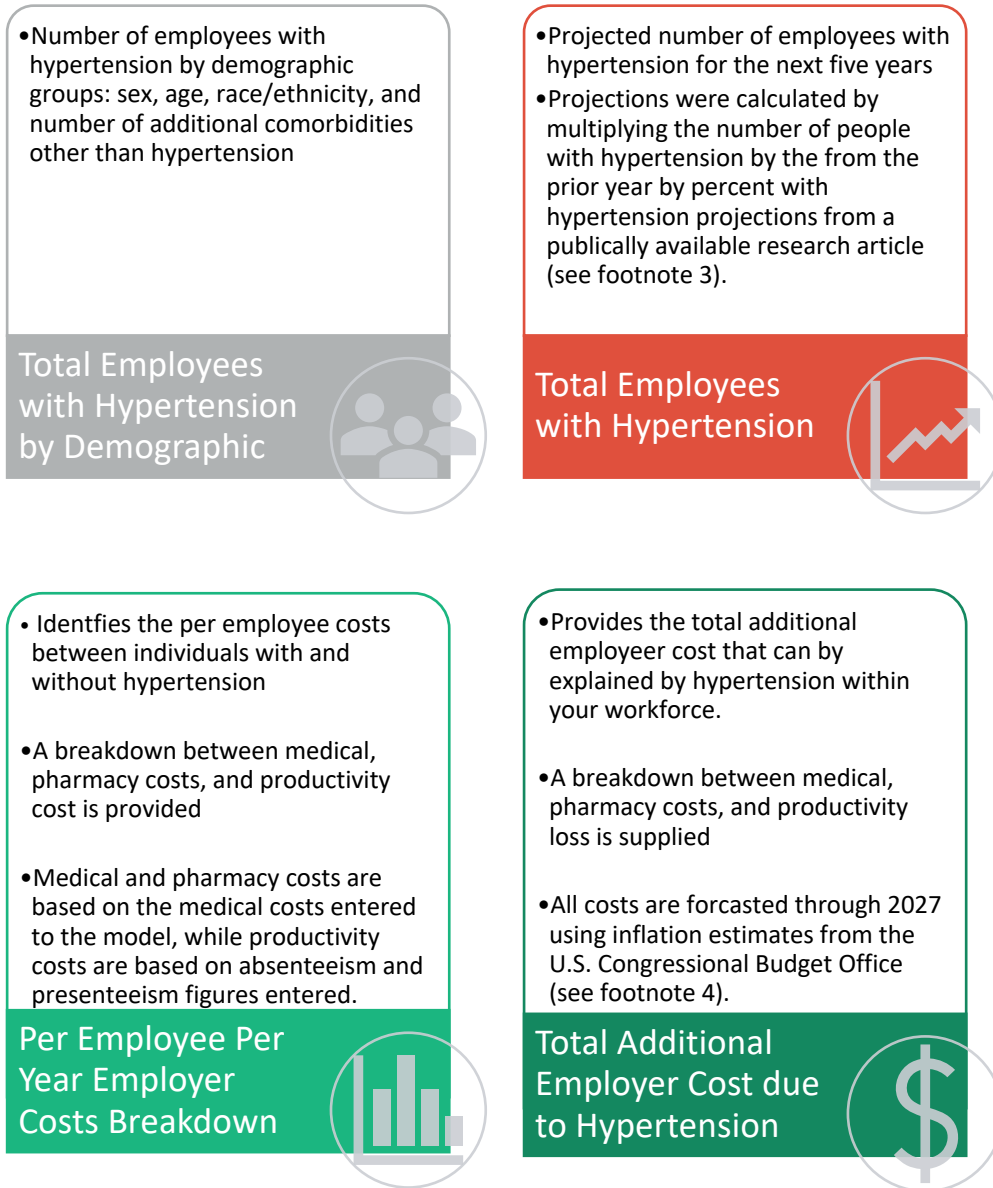 •Number of employees with
hypertension by demographic
groups: sex, age, race/ethnicity, and
number of additional comorbidities
other than hypertension
Total Employees
with Hypertension
by Demographic
•Projected number of employees with
hypertension for the next five years
•Projections were calculated by
multiplying the number of people
with hypertension by the from the
prior year by percent with
hypertension projections from a
publically available research article
(see footnote 3).
Total Employees
with Hypertension
• Identfies the per employee costs
between individuals with and
without hypertension
•A breakdown between medical,
pharmacy costs, and productivity
cost is provided
•Medical and pharmacy costs are
based on the medical costs entered
to the model, while productivity
costs are based on absenteeism and
presenteeism figures entered.
Per Employee Per
Year Employer
Costs Breakdown
•Provides the total additional
employeer cost that can by
explained by hypertension within
your workforce.
•A breakdown between medical,
pharmacy costs, and productivity
loss is supplied
•All costs are forcasted through 2027
using inflation estimates from the
U.S. Congressional Budget Office
(see footnote 4).
Total Additional
Employer Cost due
to Hypertension